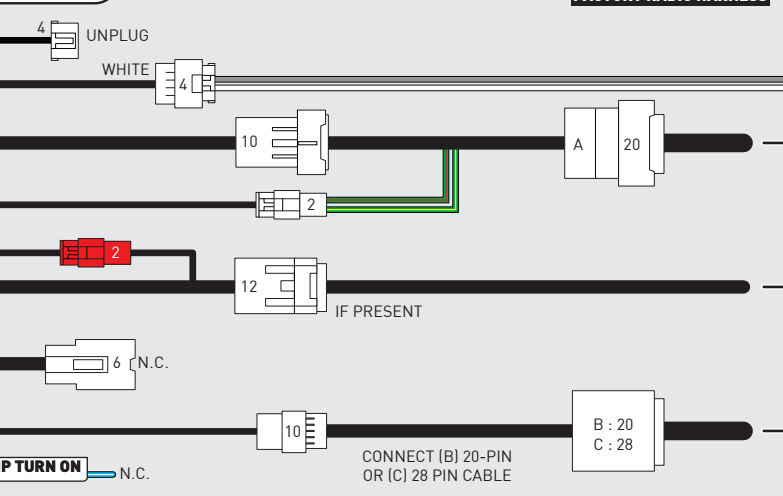 4
UNPLUG
WHITE
4
10
A
20
2
2
12
IF PRESENT
6
N.C.
10
B : 20
C : 28
CONNECT (B) 20-PIN
OR (C) 28 PIN CABLE
P TURN ON
N.C.